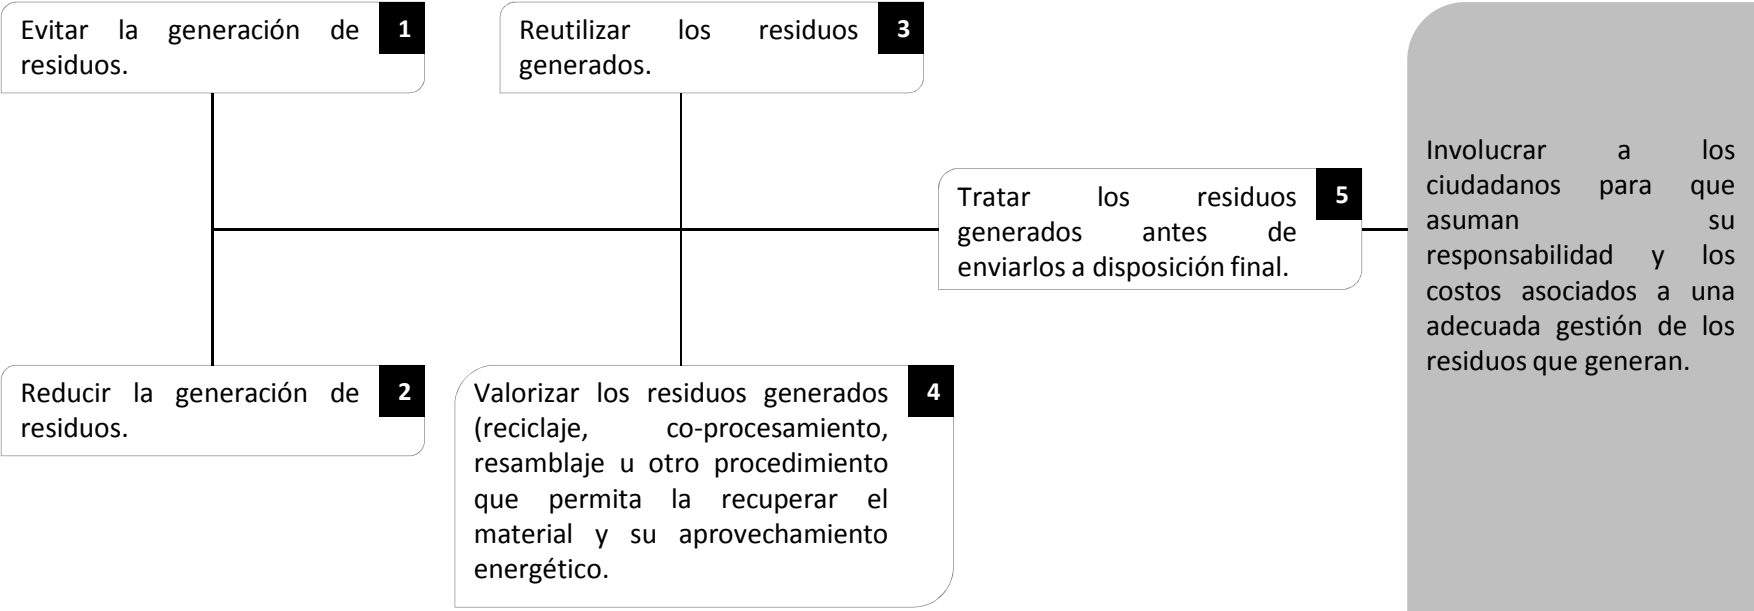 Evitar la generación de
residuos.
1
Reducir la generación de
residuos.
2
Reutilizar los residuos
generados.
3
Valorizar los residuos generados
(reciclaje, co-procesamiento,
resamblaje u otro procedimiento
que permita la recuperar el
material y su aprovechamiento
energético.
4
Tratar los residuos
generados antes de
enviarlos a disposición final.
5
Involucrar a los
ciudadanos para que
asuman su
responsabilidad y los
costos asociados a una
adecuada gestión de los
residuos que generan.